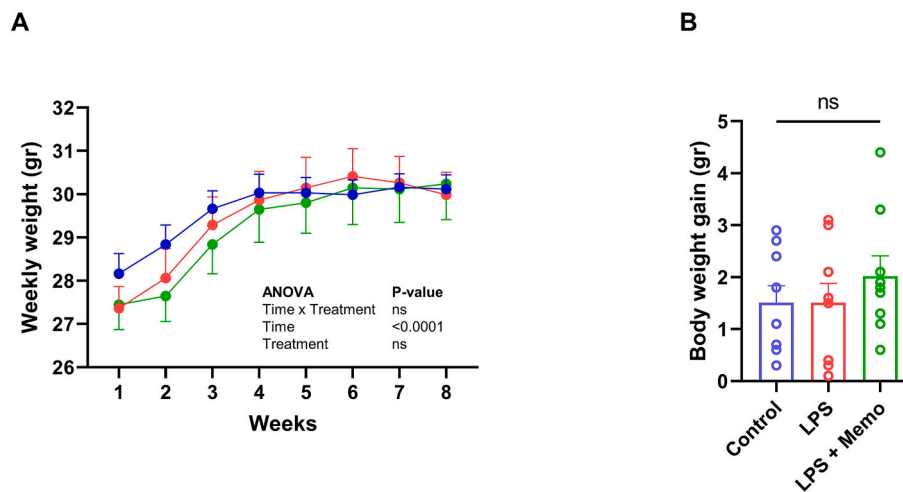 A
B
Weekly weight (gr)
32
31
30
29
28
27
26
ANOVA P-value
Time x Treatment ns
Time <0.0001
Treatment ns
1 2 3 4 5 6 7 8
Weeks
ns
Body weight gain (gr)
5
4
3
2
1
0
Control
LPS
LPS + Memo